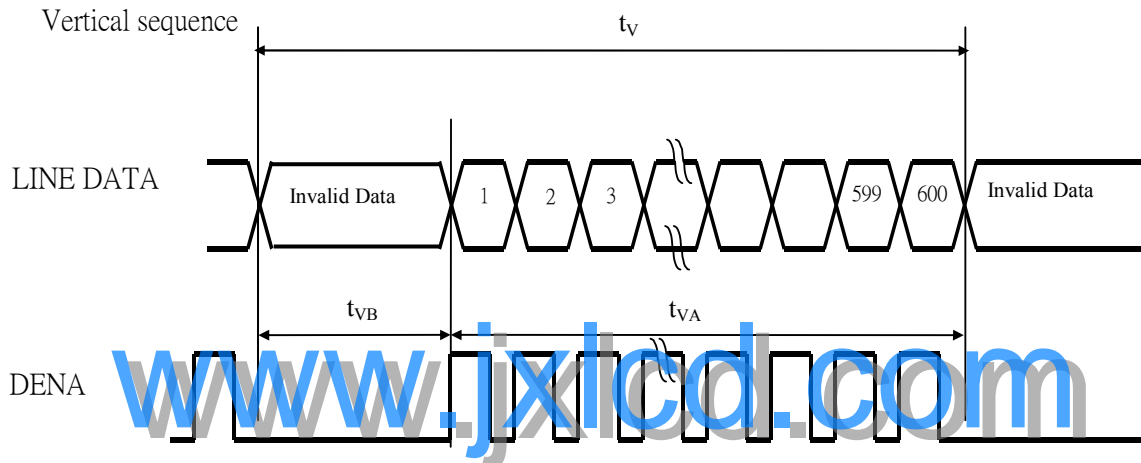 Vertical sequence
tV
LINE DATA
Invalid Data
1
2
3
599
600
Invalid Data
tVB
tVA
DENA
www.jxlcd.com